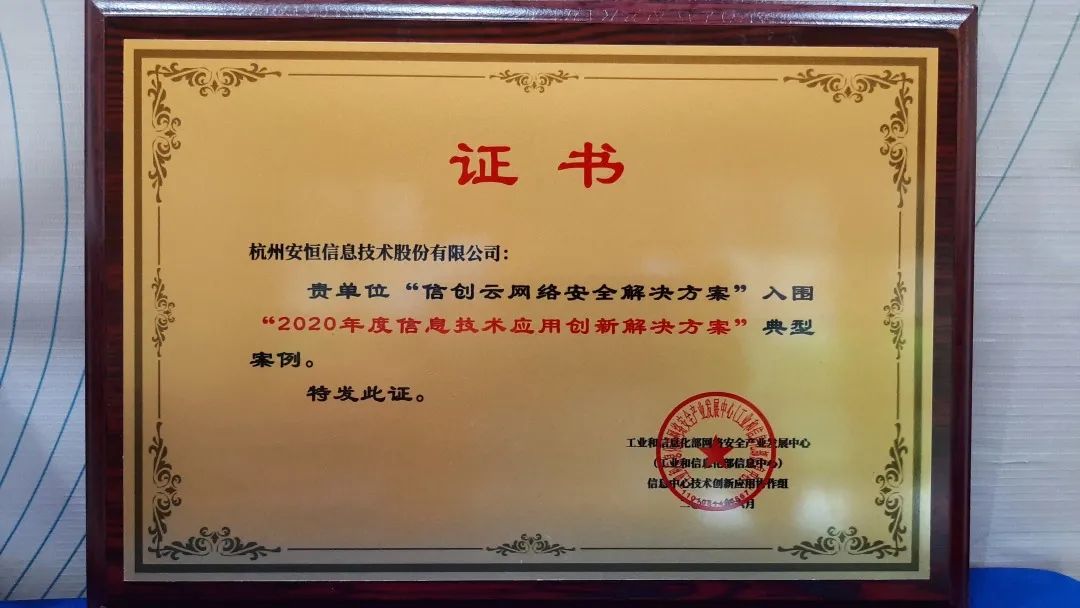 证书
杭州安恒信息技术股份有限公司：
贵单位“信创云网络安全解决方案”入围
“2020年度信息技术应用创新解决方案”典型
案例。
特发此证。
工业和信息化部网络安全产业发展中心
（工业和信息化部信息中心）
信息中心技术创新应用协作组